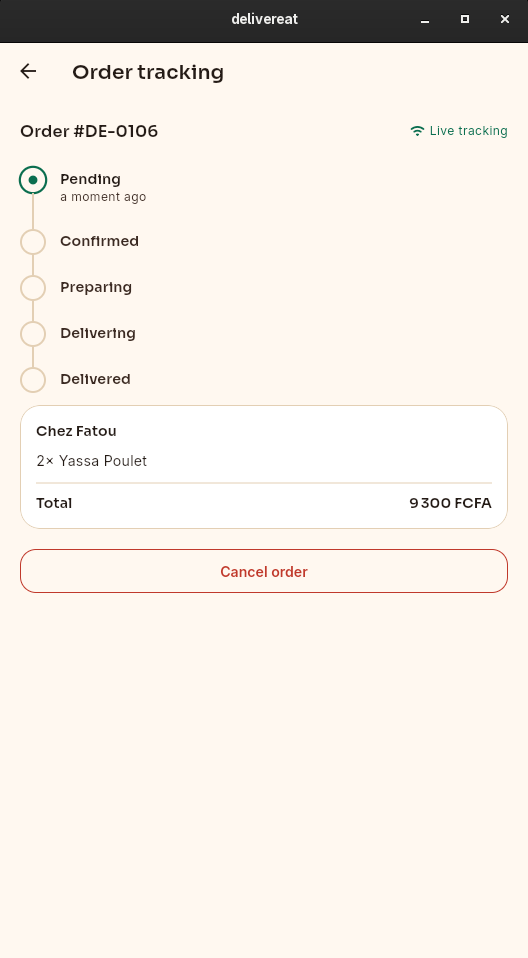 delivereat
Order tracking
Order #DE-0106
Live tracking
Pending
a moment ago
Confirmed
Preparing
Delivering
Delivered
Chez Fatou
2× Yassa Poulet
Total 9 300 FCFA
Cancel order